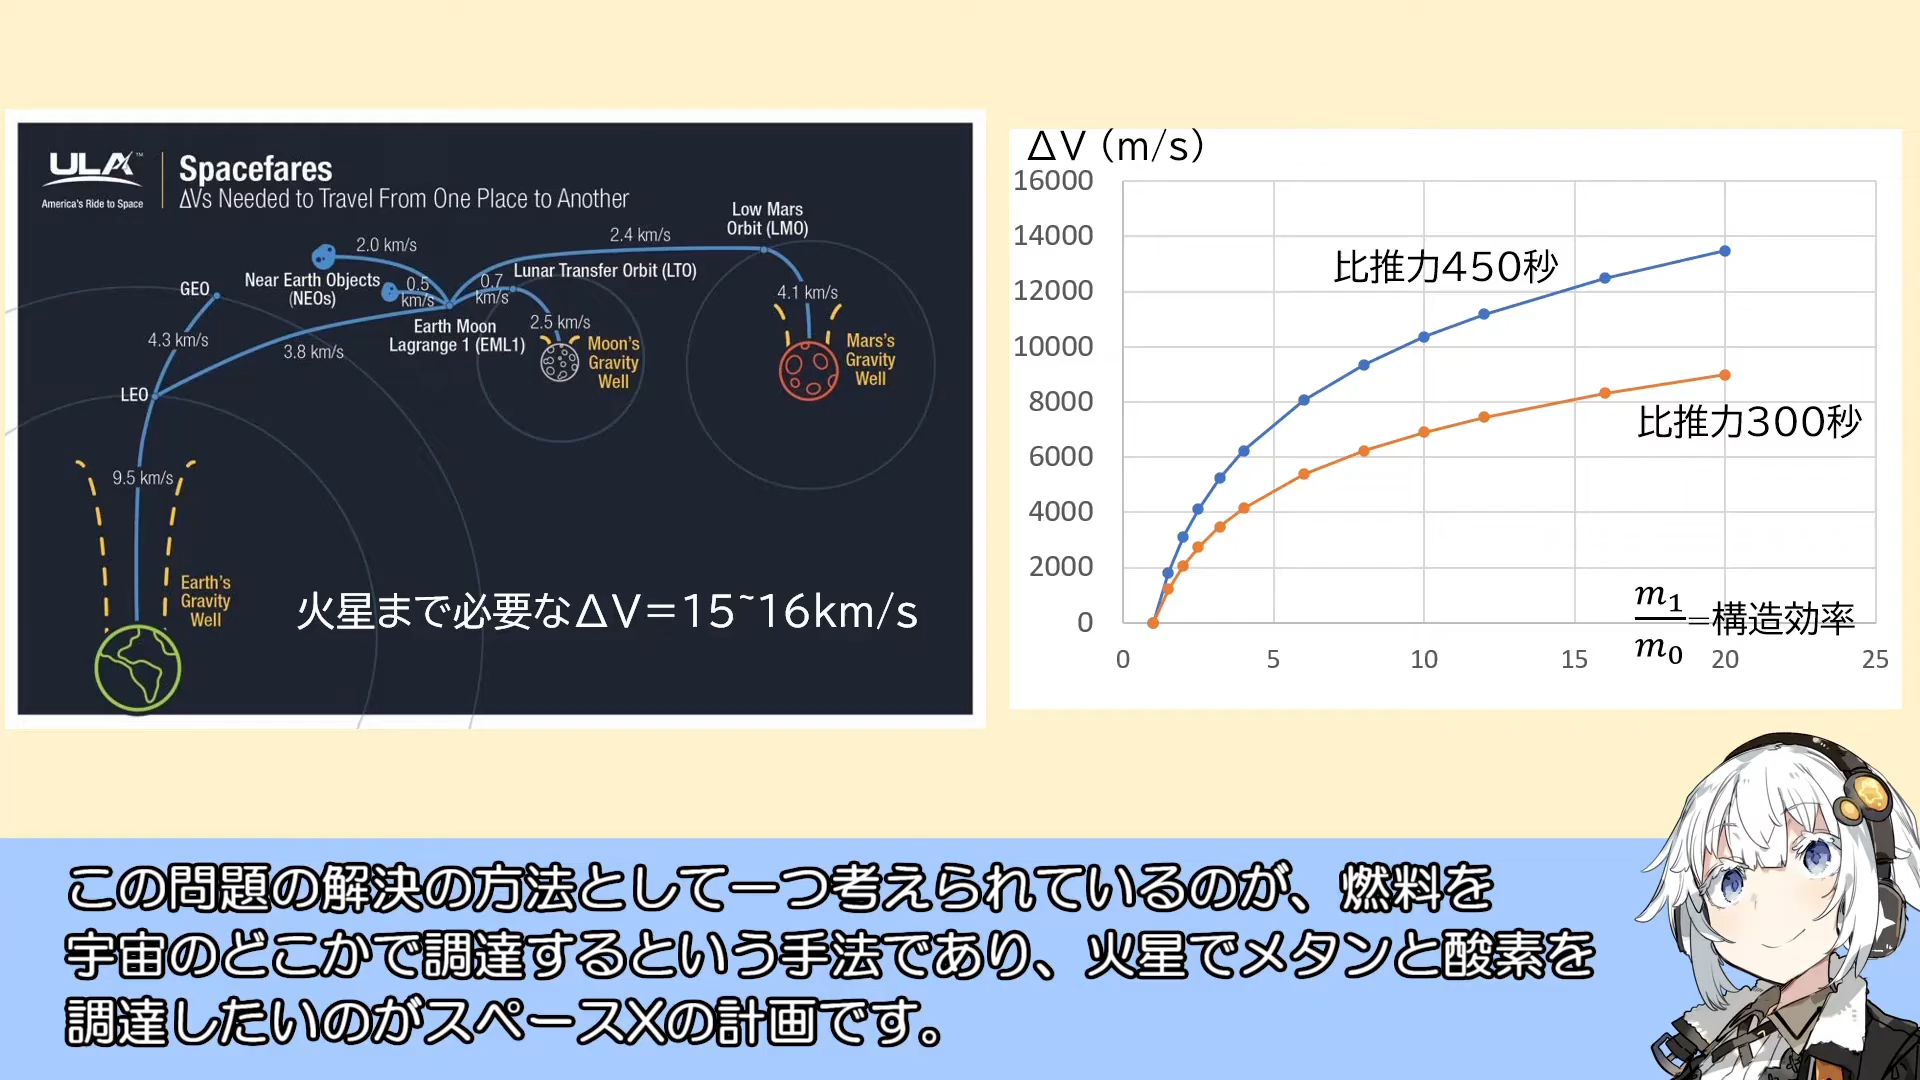 ULA™
America's Ride to Space
Spacefares
ΔVs Needed to Travel From One Place to Another
Low Mars
Orbit (LMO)
2.0 km/s
2.4 km/s
Near Earth Objects
(NEOs)
0.5
km/s
0.7
km/s
Lunar Transfer Orbit (LTO)
GEO
4.1 km/s
Earth Moon
Lagrange 1 (EML1)
2.5 km/s
4.3 km/s
3.8 km/s
Moon's
Gravity
Well
Mars's
Gravity
Well
LEO
9.5 km/s
Earth's
Gravity
Well
火星まで必要なΔV=15~16km/s
ΔV (m/s)
16000
14000
12000
10000
8000
6000
4000
2000
0
比推力450秒
比推力300秒
m₁/m₀=構造効率
0 5 10 15 20 25
この問題の解決の方法として一つ考えられているのが、燃料を
宇宙のどこかで調達するという手法であり、火星でメタンと酸素を
調達したいのがスペースXの計画です。